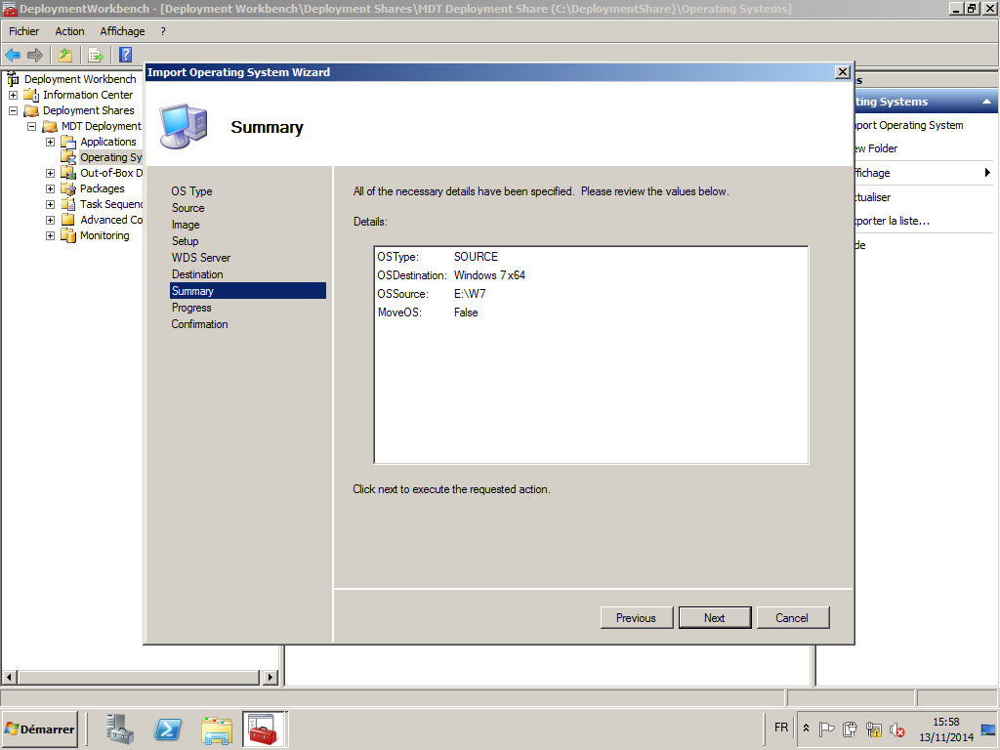 DeploymentWorkbench - [Deployment Workbench\Deployment Shares\MDT Deployment Share (C:\DeploymentShare)\Operating Systems]
Fichier Action Affichage ?
Deployment Workbench
Information Center
Deployment Shares
MDT Deployment
Applications
Operating Sy
Out-of-Box D
Packages
Task Sequenc
Advanced Co
Monitoring
Import Operating System Wizard
Summary
OS Type
Source
Image
Setup
WDS Server
Destination
Summary
Progress
Confirmation
All of the necessary details have been specified. Please review the values below.
Details:
OSType: SOURCE
OSDestination: Windows 7 x64
OSSource: E:\W7
MoveOS: False
Click next to execute the requested action.
Previous Next Cancel
s
ting Systems
port Operating System
ew Folder
ffichage
ctualiser
xporter la liste...
de
Démarrer
FR
15:58
13/11/2014